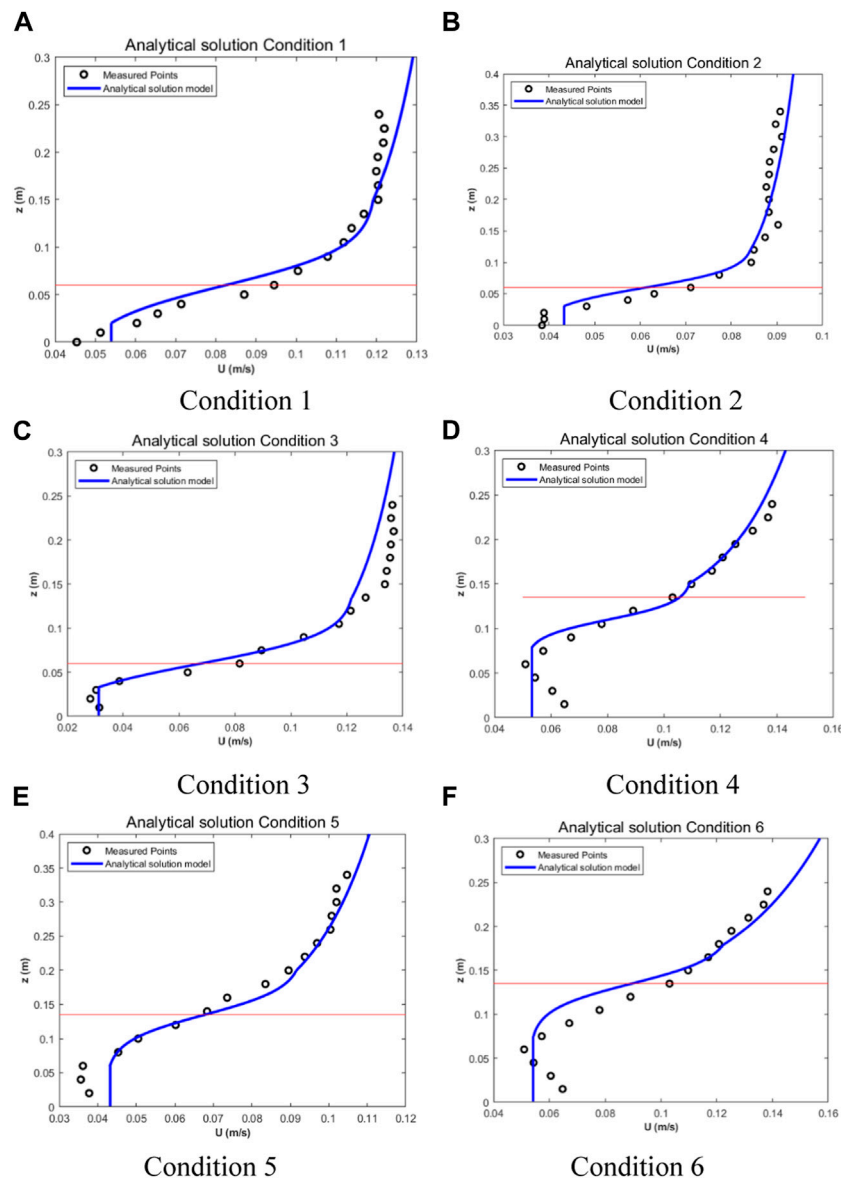 A
Analytical solution Condition 1
0.3
0.25
0.2
0.15
0.1
0.05
0
z (m)
Measured Points
Analytical solution model
0.04 0.05 0.06 0.07 0.08 0.09 0.1 0.11 0.12 0.13
U (m/s)
Condition 1
B
Analytical solution Condition 2
0.4
0.35
0.3
0.25
0.2
0.15
0.1
0.05
0
z (m)
Measured Points
Analytical solution model
0.03 0.04 0.05 0.06 0.07 0.08 0.09 0.1
U (m/s)
Condition 2
C
Analytical solution Condition 3
0.3
0.25
0.2
0.15
0.1
0.05
0
z (m)
Measured Points
Analytical solution model
0.02 0.04 0.06 0.08 0.1 0.12 0.14
U (m/s)
Condition 3
D
Analytical solution Condition 4
0.3
0.25
0.2
0.15
0.1
0.05
0
z (m)
Measured Points
Analytical solution model
0.04 0.06 0.08 0.1 0.12 0.14 0.16
U (m/s)
Condition 4
E
Analytical solution Condition 5
0.4
0.35
0.3
0.25
0.2
0.15
0.1
0.05
0
z (m)
Measured Points
Analytical solution model
0.03 0.04 0.05 0.06 0.07 0.08 0.09 0.1 0.11 0.12
U (m/s)
Condition 5
F
Analytical solution Condition 6
0.3
0.25
0.2
0.15
0.1
0.05
0
z (m)
Measured Points
Analytical solution model
0.04 0.06 0.08 0.1 0.12 0.14 0.16
U (m/s)
Condition 6